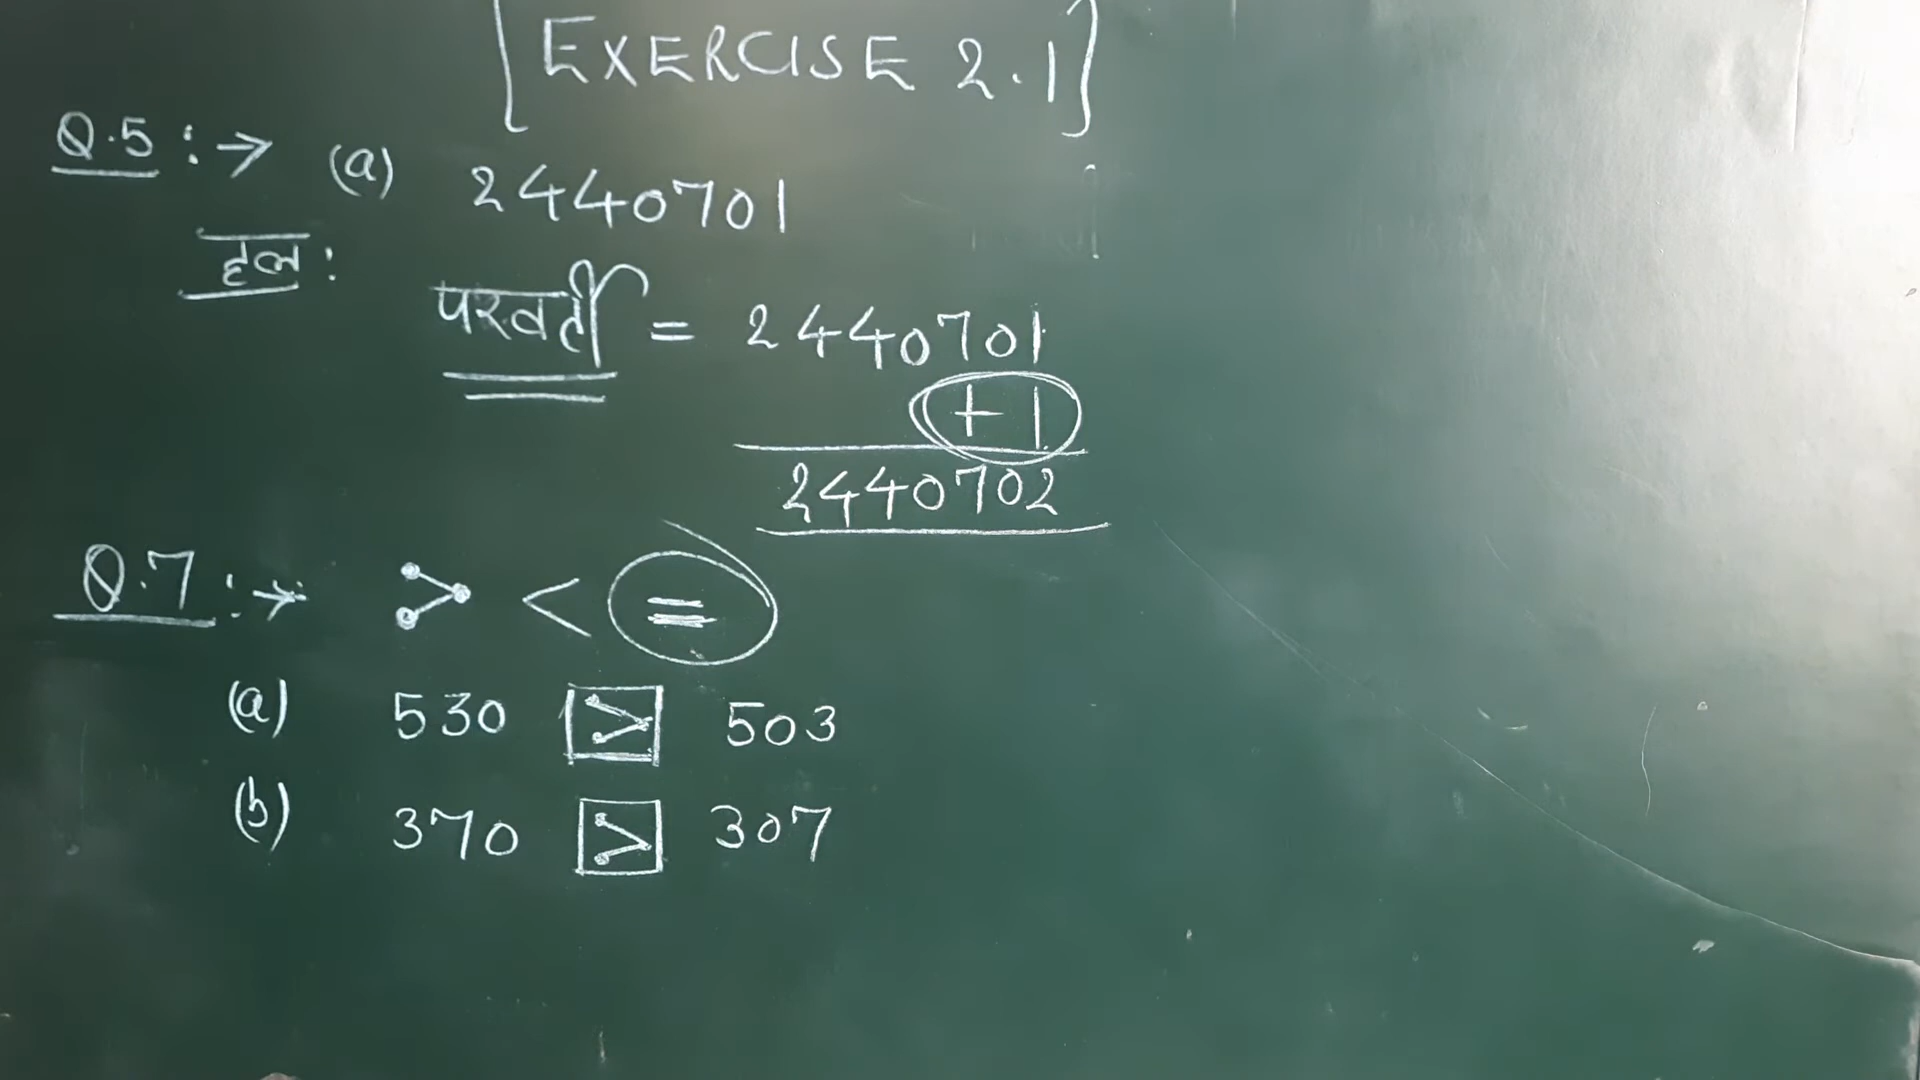 [EXERCISE 2.1]
Q.5 :→ (a) 2440701
हल :
परवर्ती = 2440701
+1
2440702
Q.7 :→ > < =
(a) 530 > 503
(b) 370 > 307